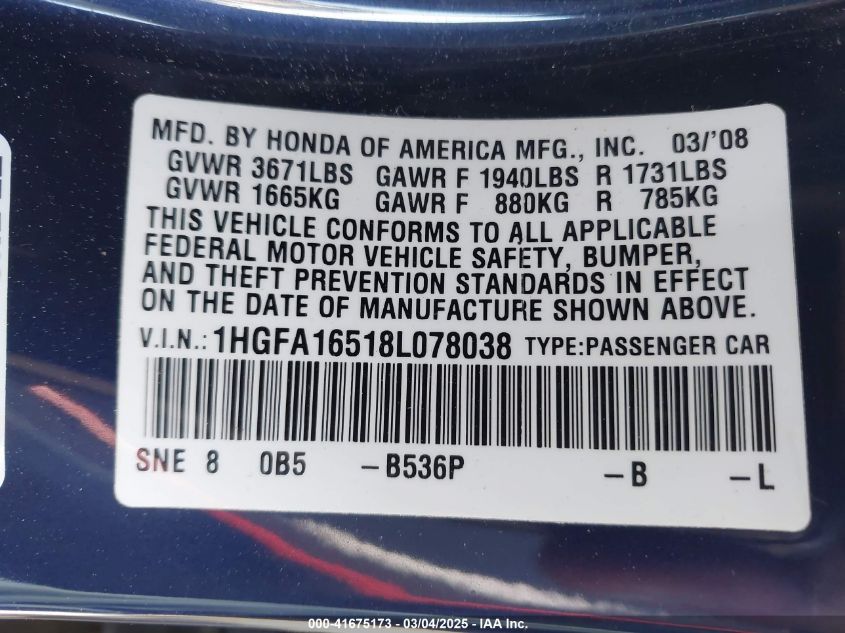 MFD. BY HONDA OF AMERICA MFG., INC. 03/'08
GVWR 3671LBS GAWR F 1940LBS R 1731LBS
GVWR 1665KG GAWR F 880KG R 785KG
THIS VEHICLE CONFORMS TO ALL APPLICABLE
FEDERAL MOTOR VEHICLE SAFETY, BUMPER,
AND THEFT PREVENTION STANDARDS IN EFFECT
ON THE DATE OF MANUFACTURE SHOWN ABOVE.
V.I.N.: 1HGFA16518L078038 TYPE:PASSENGER CAR
SNE 8 0B5 -B536P -B -L
000-41675173 - 03/04/2025 - IAA Inc.